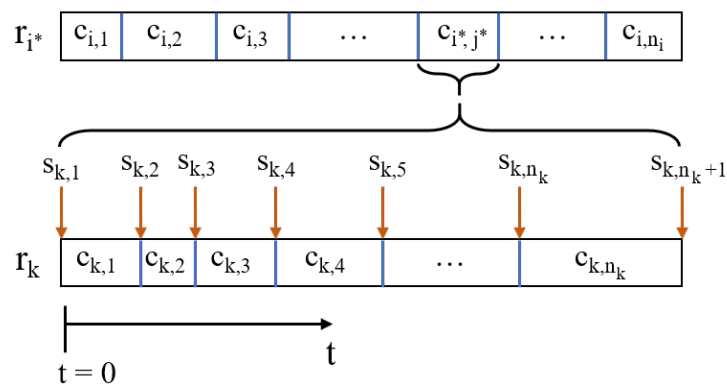 r_{i*} c_{i,1} c_{i,2} c_{i,3} … c_{i*,j*} … c_{i,n_i}
s_{k,1} s_{k,2} s_{k,3} s_{k,4} s_{k,5} s_{k,n_k} s_{k,n_k+1}
r_k c_{k,1} c_{k,2} c_{k,3} c_{k,4} … c_{k,n_k}
t
t = 0